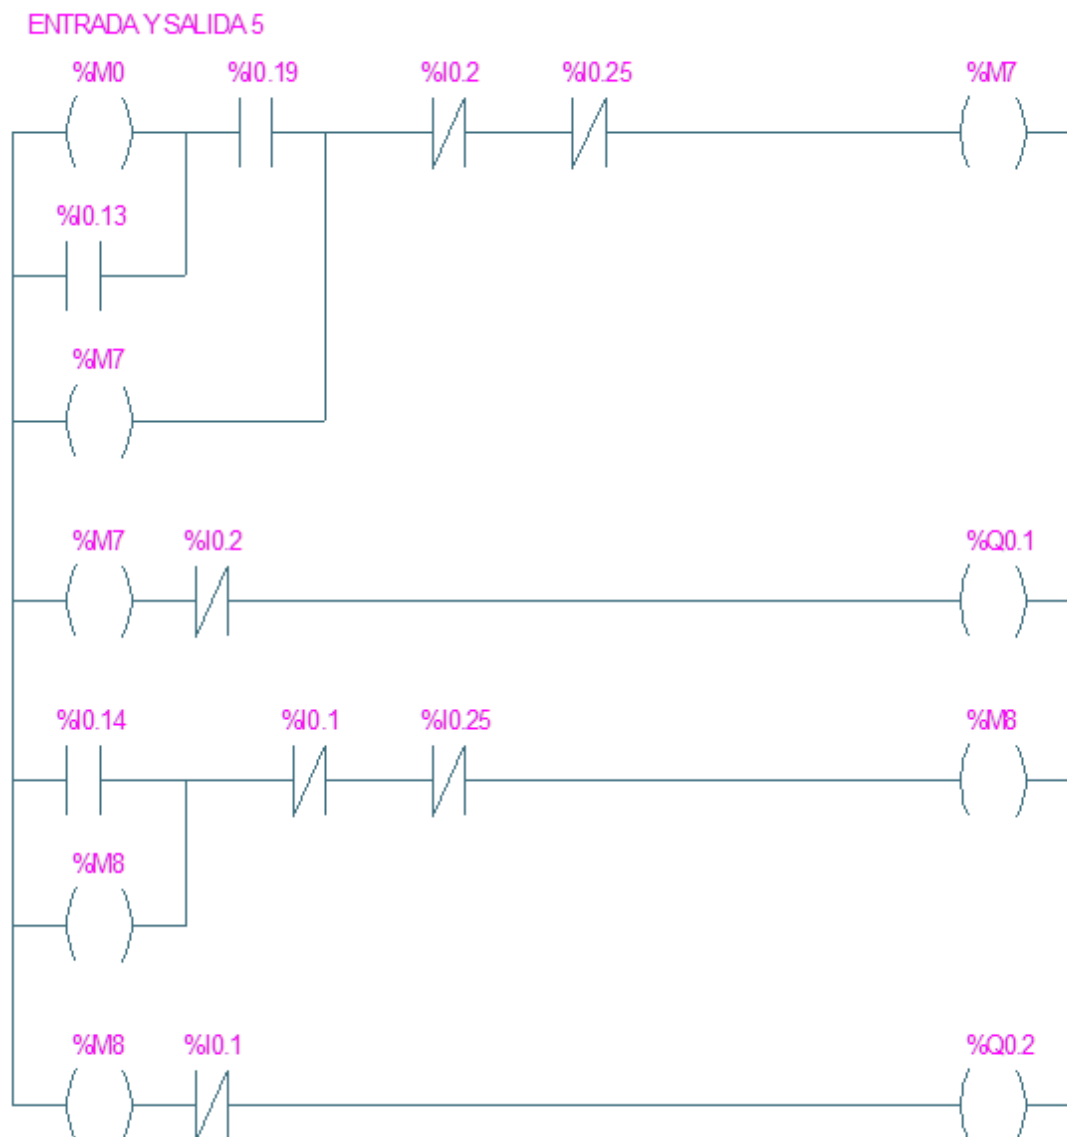 ENTRADA Y SALIDA 5
%M0 %I0.19 %I0.2 %I0.25 %M7
%I0.13
%M7
%M7 %I0.2 %Q0.1
%I0.14 %I0.1 %I0.25 %M8
%M8
%M8 %I0.1 %Q0.2